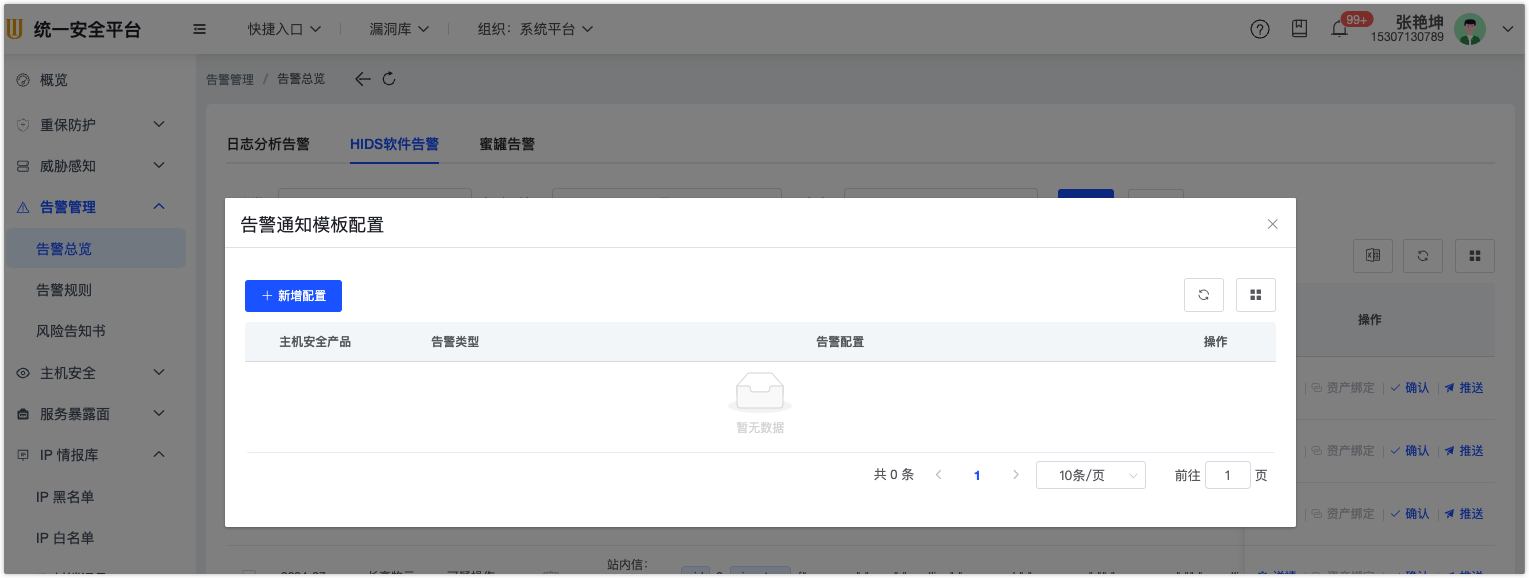 统一安全平台
快捷入口
漏洞库
组织：系统平台
99+
张艳坤
15307130789
概览
重保防护
威胁感知
告警管理
告警总览
告警规则
风险告知书
主机安全
服务暴露面
IP 情报库
IP 黑名单
IP 白名单
告警管理 / 告警总览
日志分析告警 HIDS软件告警 蜜罐告警
操作
资产绑定 确认 推送
资产绑定 确认 推送
资产绑定 确认 推送
告警通知模板配置
新增配置
主机安全产品 告警类型 告警配置 操作
暂无数据
共 0 条 1 10条/页 前往 1 页
站内信：